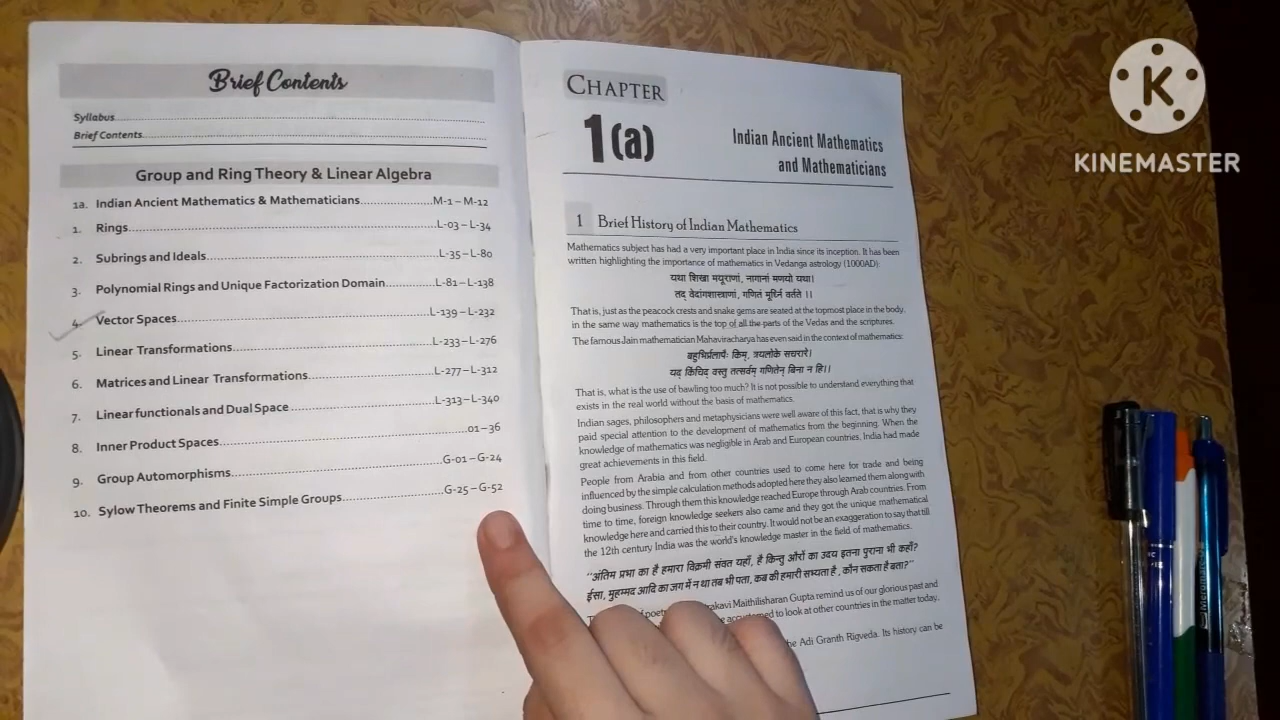 Brief Contents
Syllabus
Brief Contents
Group and Ring Theory & Linear Algebra
1a. Indian Ancient Mathematics & Mathematicians M-1 – M-12
1. Rings L-03 – L-34
2. Subrings and Ideals L-35 – L-80
3. Polynomial Rings and Unique Factorization Domain L-81 – L-138
4. Vector Spaces L-139 – L-232
5. Linear Transformations L-233 – L-276
6. Matrices and Linear Transformations L-277 – L-312
7. Linear functionals and Dual Space L-313 – L-340
8. Inner Product Spaces 01 – 36
9. Group Automorphisms G-01 – G-24
10. Sylow Theorems and Finite Simple Groups G-25 – G-52
CHAPTER
1(a)
Indian Ancient Mathematics
and Mathematicians
1 Brief History of Indian Mathematics
Mathematics subject has had a very important place in India since its inception. It has been
written highlighting the importance of mathematics in Vedanga astrology (1000AD):
यथा शिखा मयूराणां, नागानां मणयो यथा।
तद् वेदांगशास्त्राणां, गणितं मूर्ध्नि वर्तते ।।
That is, just as the peacock crests and snake gems are seated at the topmost place in the body,
in the same way mathematics is the top of all the parts of the Vedas and the scriptures.
The famous Jain mathematician Mahaviracharya has even said in the context of mathematics:
बहुभिर्प्रलापैः किम्, त्रयलोके सचरारे।
यद् किंचिद् वस्तु तत्सर्वम् गणितेन् बिना न हि।।
That is, what is the use of bawling too much? It is not possible to understand everything that
exists in the real world without the basis of mathematics.
Indian sages, philosophers and metaphysicians were well aware of this fact, that is why they
paid special attention to the development of mathematics from the beginning. When the
knowledge of mathematics was negligible in Arab and European countries, India had made
great achievements in this field.
People from Arabia and from other countries used to come here for trade and being
influenced by the simple calculation methods adopted here they also learned them along with
doing business. Through them this knowledge reached Europe through Arab countries. From
time to time, foreign knowledge seekers also came and they got the unique mathematical
knowledge here and carried this to their country. It would not be an exaggeration to say that till
the 12th century India was the world's knowledge master in the field of mathematics.
"अंतिम प्रभा का है हमारा विक्रमी संवत यहाँ, है किन्तु औरों का उदय इतना पुराना भी कहाँ?
ईसा, मुहम्मद आदि का जग में न था तब भी पता, कब की हमारी सभ्यता है, कौन सकता है बता?"
Maithilisharan Gupta remind us of our glorious past and
to look at other countries in the matter today.
Adi Granth Rigveda. Its history can be
K
KINEMASTER